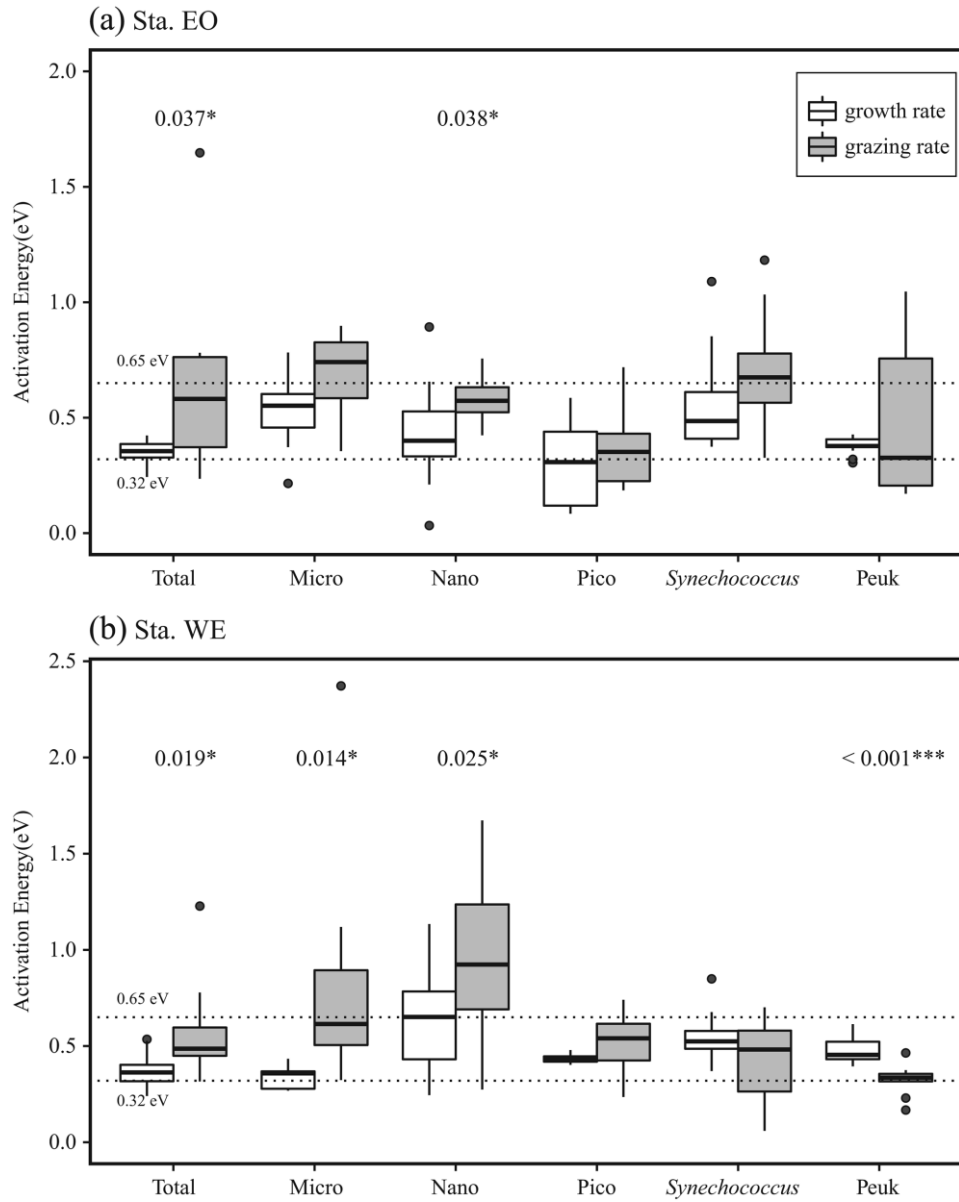 (a) Sta. EO
2.0
1.5
1.0
0.5
0.0
Activation Energy(eV)
0.037*
0.038*
growth rate
grazing rate
0.65 eV
0.32 eV
Total Micro Nano Pico Synechococcus Peuk
(b) Sta. WE
2.5
2.0
1.5
1.0
0.5
0.0
Activation Energy(eV)
0.019*
0.014*
0.025*
< 0.001***
0.65 eV
0.32 eV
Total Micro Nano Pico Synechococcus Peuk